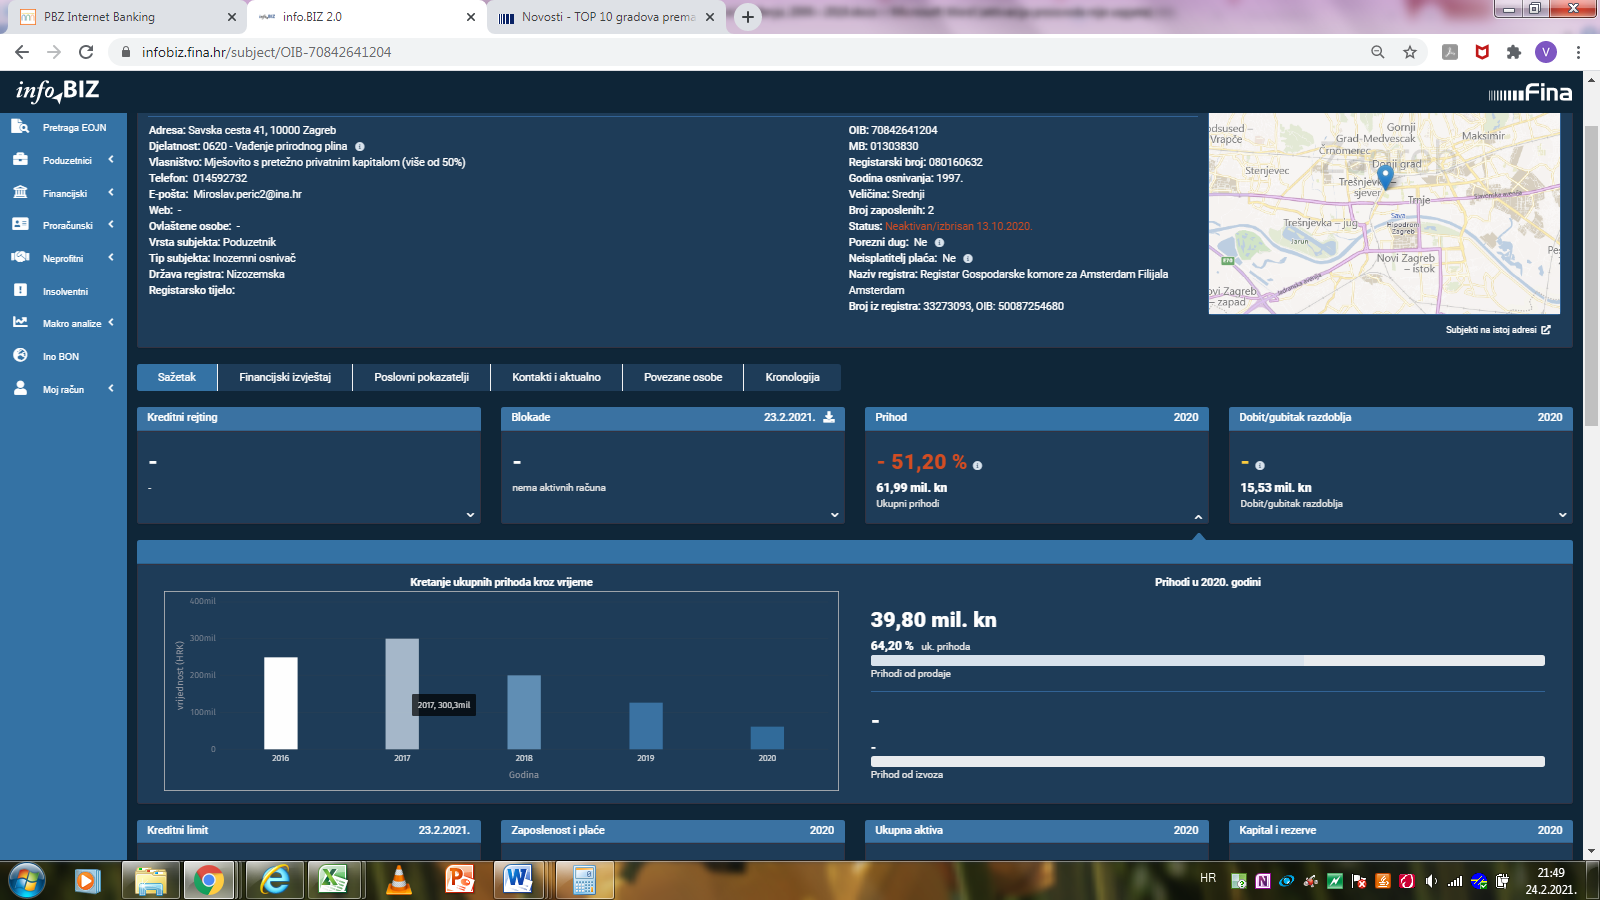 PBZ Internet Banking
info.BIZ 2.0
Novosti - TOP 10 gradova prema
infobiz.fina.hr/subject/OIB-70842641204
V
info.BIZ
Fina
Pretraga EOJN
Poduzetnici
Financijski
Proračunski
Neprofitni
Insolventni
Makro analize
Ino BON
Moj račun
Adresa: Savska cesta 41, 10000 Zagreb
Djelatnost: 0620 - Vađenje prirodnog plina
Vlasništvo: Mješovito s pretežno privatnim kapitalom (više od 50%)
Telefon: 014592732
E-pošta: Miroslav.peric2@ina.hr
Web: -
Ovlaštene osobe: -
Vrsta subjekta: Poduzetnik
Tip subjekta: Inozemni osnivač
Država registra: Nizozemska
Registarsko tijelo:
OIB: 70842641204
MB: 01303830
Registarski broj: 080160632
Godina osnivanja: 1997.
Veličina: Srednji
Broj zaposlenih: 2
Status: Neaktivan/izbrisan 13.10.2020.
Porezni dug: Ne
Neisplatitelj plaća: Ne
Naziv registra: Registar Gospodarske komore za Amsterdam Filijala
Amsterdam
Broj iz registra: 33273093, OIB: 50087254680
odsused –
Vrapče
Gornji
Grad-Medvescak
Maksimir
Črnomerec
Donji grad
Stenjevec
Trešnjevka –
sjever
Trnje
Slavonska avenija
Trešnjevka – jug
Sava
Hipodrom
Zagreb
Jarun
Novi Zagreb
– istok
ovi Zagreb
– zapad
Subjekti na istoj adresi
Sažetak
Financijski izvještaj
Poslovni pokazatelji
Kontakti i aktualno
Povezane osobe
Kronologija
Kreditni rejting
-
-
Blokade 23.2.2021.
-
nema aktivnih računa
Prihod 2020
- 51,20 %
61,99 mil. kn
Ukupni prihodi
Dobit/gubitak razdoblja 2020
-
15,53 mil. kn
Dobit/gubitak razdoblja
Kretanje ukupnih prihoda kroz vrijeme
vrijednost (HRK)
400mil
300mil
200mil
100mil
0
2017, 300,3mil
2016 2017 2018 2019 2020
Godina
Prihodi u 2020. godini
39,80 mil. kn
64,20 % uk. prihoda
Prihodi od prodaje
-
-
Prihod od izvoza
Kreditni limit 23.2.2021.
Zaposlenost i plaće 2020
Ukupna aktiva 2020
Kapital i rezerve 2020
HR
21:49
24.2.2021.